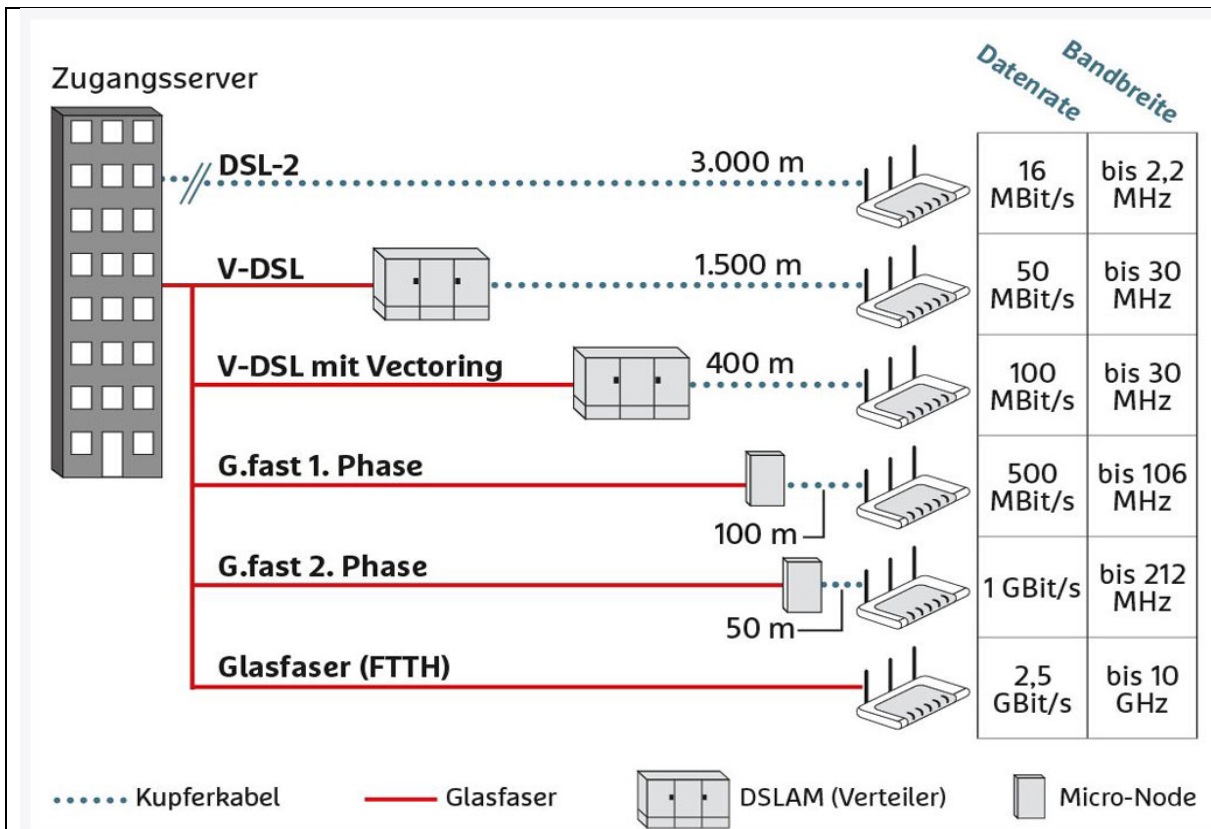 Zugangsserver
Datenrate
Bandbreite
DSL-2
3.000 m
16
MBit/s
bis 2,2
MHz
V-DSL
1.500 m
50
MBit/s
bis 30
MHz
V-DSL mit Vectoring
400 m
100
MBit/s
bis 30
MHz
G.fast 1. Phase
100 m
500
MBit/s
bis 106
MHz
G.fast 2. Phase
50 m
1 GBit/s
bis 212
MHz
Glasfaser (FTTH)
2,5
GBit/s
bis 10
GHz
Kupferkabel
Glasfaser
DSLAM (Verteiler)
Micro-Node